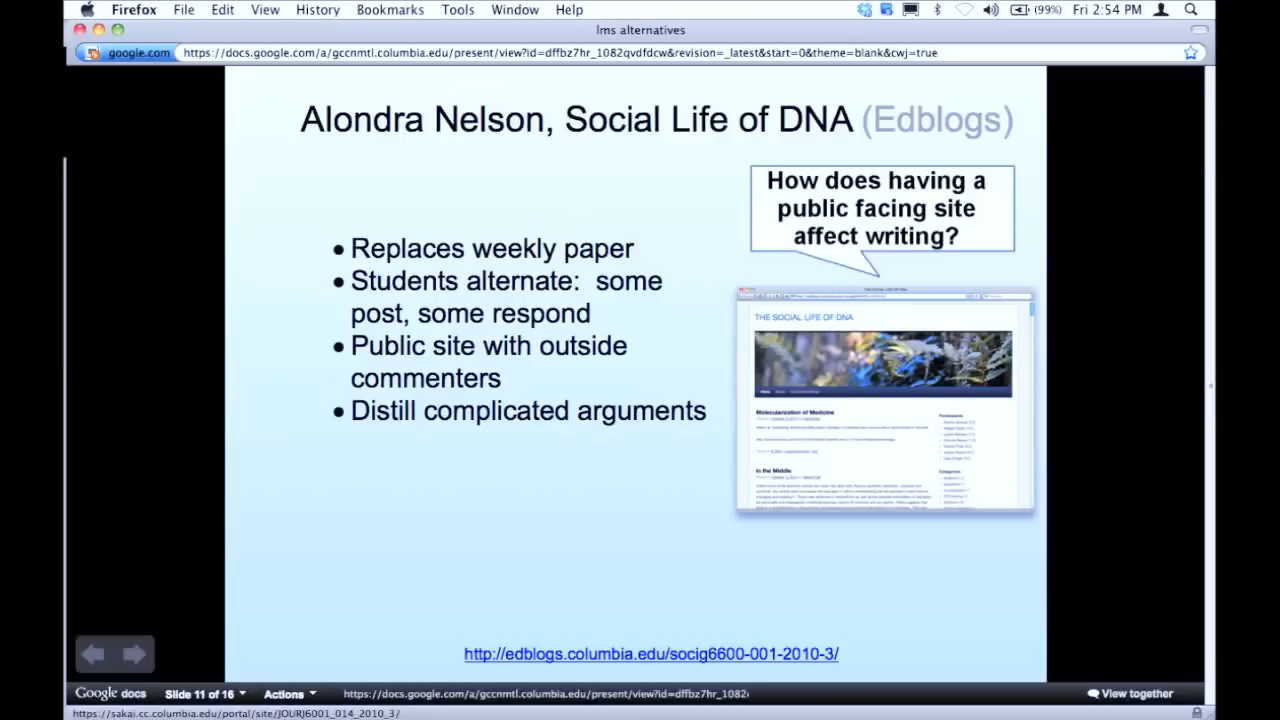 Firefox File Edit View History Bookmarks Tools Window Help (99%) Fri 2:54 PM
lms alternatives
google.com https://docs.google.com/a/gccnmtl.columbia.edu/present/view?id=dffbz7hr_1082qvdfdcw&revision=_latest&start=0&theme=blank&cwj=true
Alondra Nelson, Social Life of DNA (Edblogs)
How does having a
public facing site
affect writing?
• Replaces weekly paper
• Students alternate: some
post, some respond
• Public site with outside
commenters
• Distill complicated arguments
THE SOCIAL LIFE OF DNA
Molecularization of Medicine
In the Middle
http://edblogs.columbia.edu/socig6600-001-2010-3/
Google docs Slide 11 of 16 Actions https://docs.google.com/a/gccnmtl.columbia.edu/present/view?id=dffbz7hr_1082 View together
https://sakai.cc.columbia.edu/portal/site/JOURJ6001_014_2010_3/